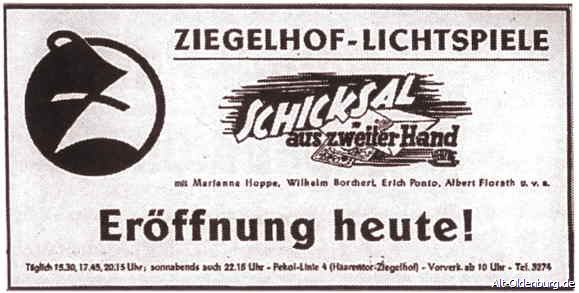 ZIEGELHOF-LICHTSPIELE
SCHICKSAL
aus zweiter Hand
mit Marianne Hoppe, Wilhelm Borchert, Erich Ponto, Albert Florath u. v. a.
Eröffnung heute!
Täglich 15.30, 17.45, 20.15 Uhr; sonnabends auch 22.15 Uhr - Pekol-Linie 4 (Haarentor-Ziegelhof) - Vorverk. ab 10 Uhr - Tel. 5274
Alt-Oldenburg.de